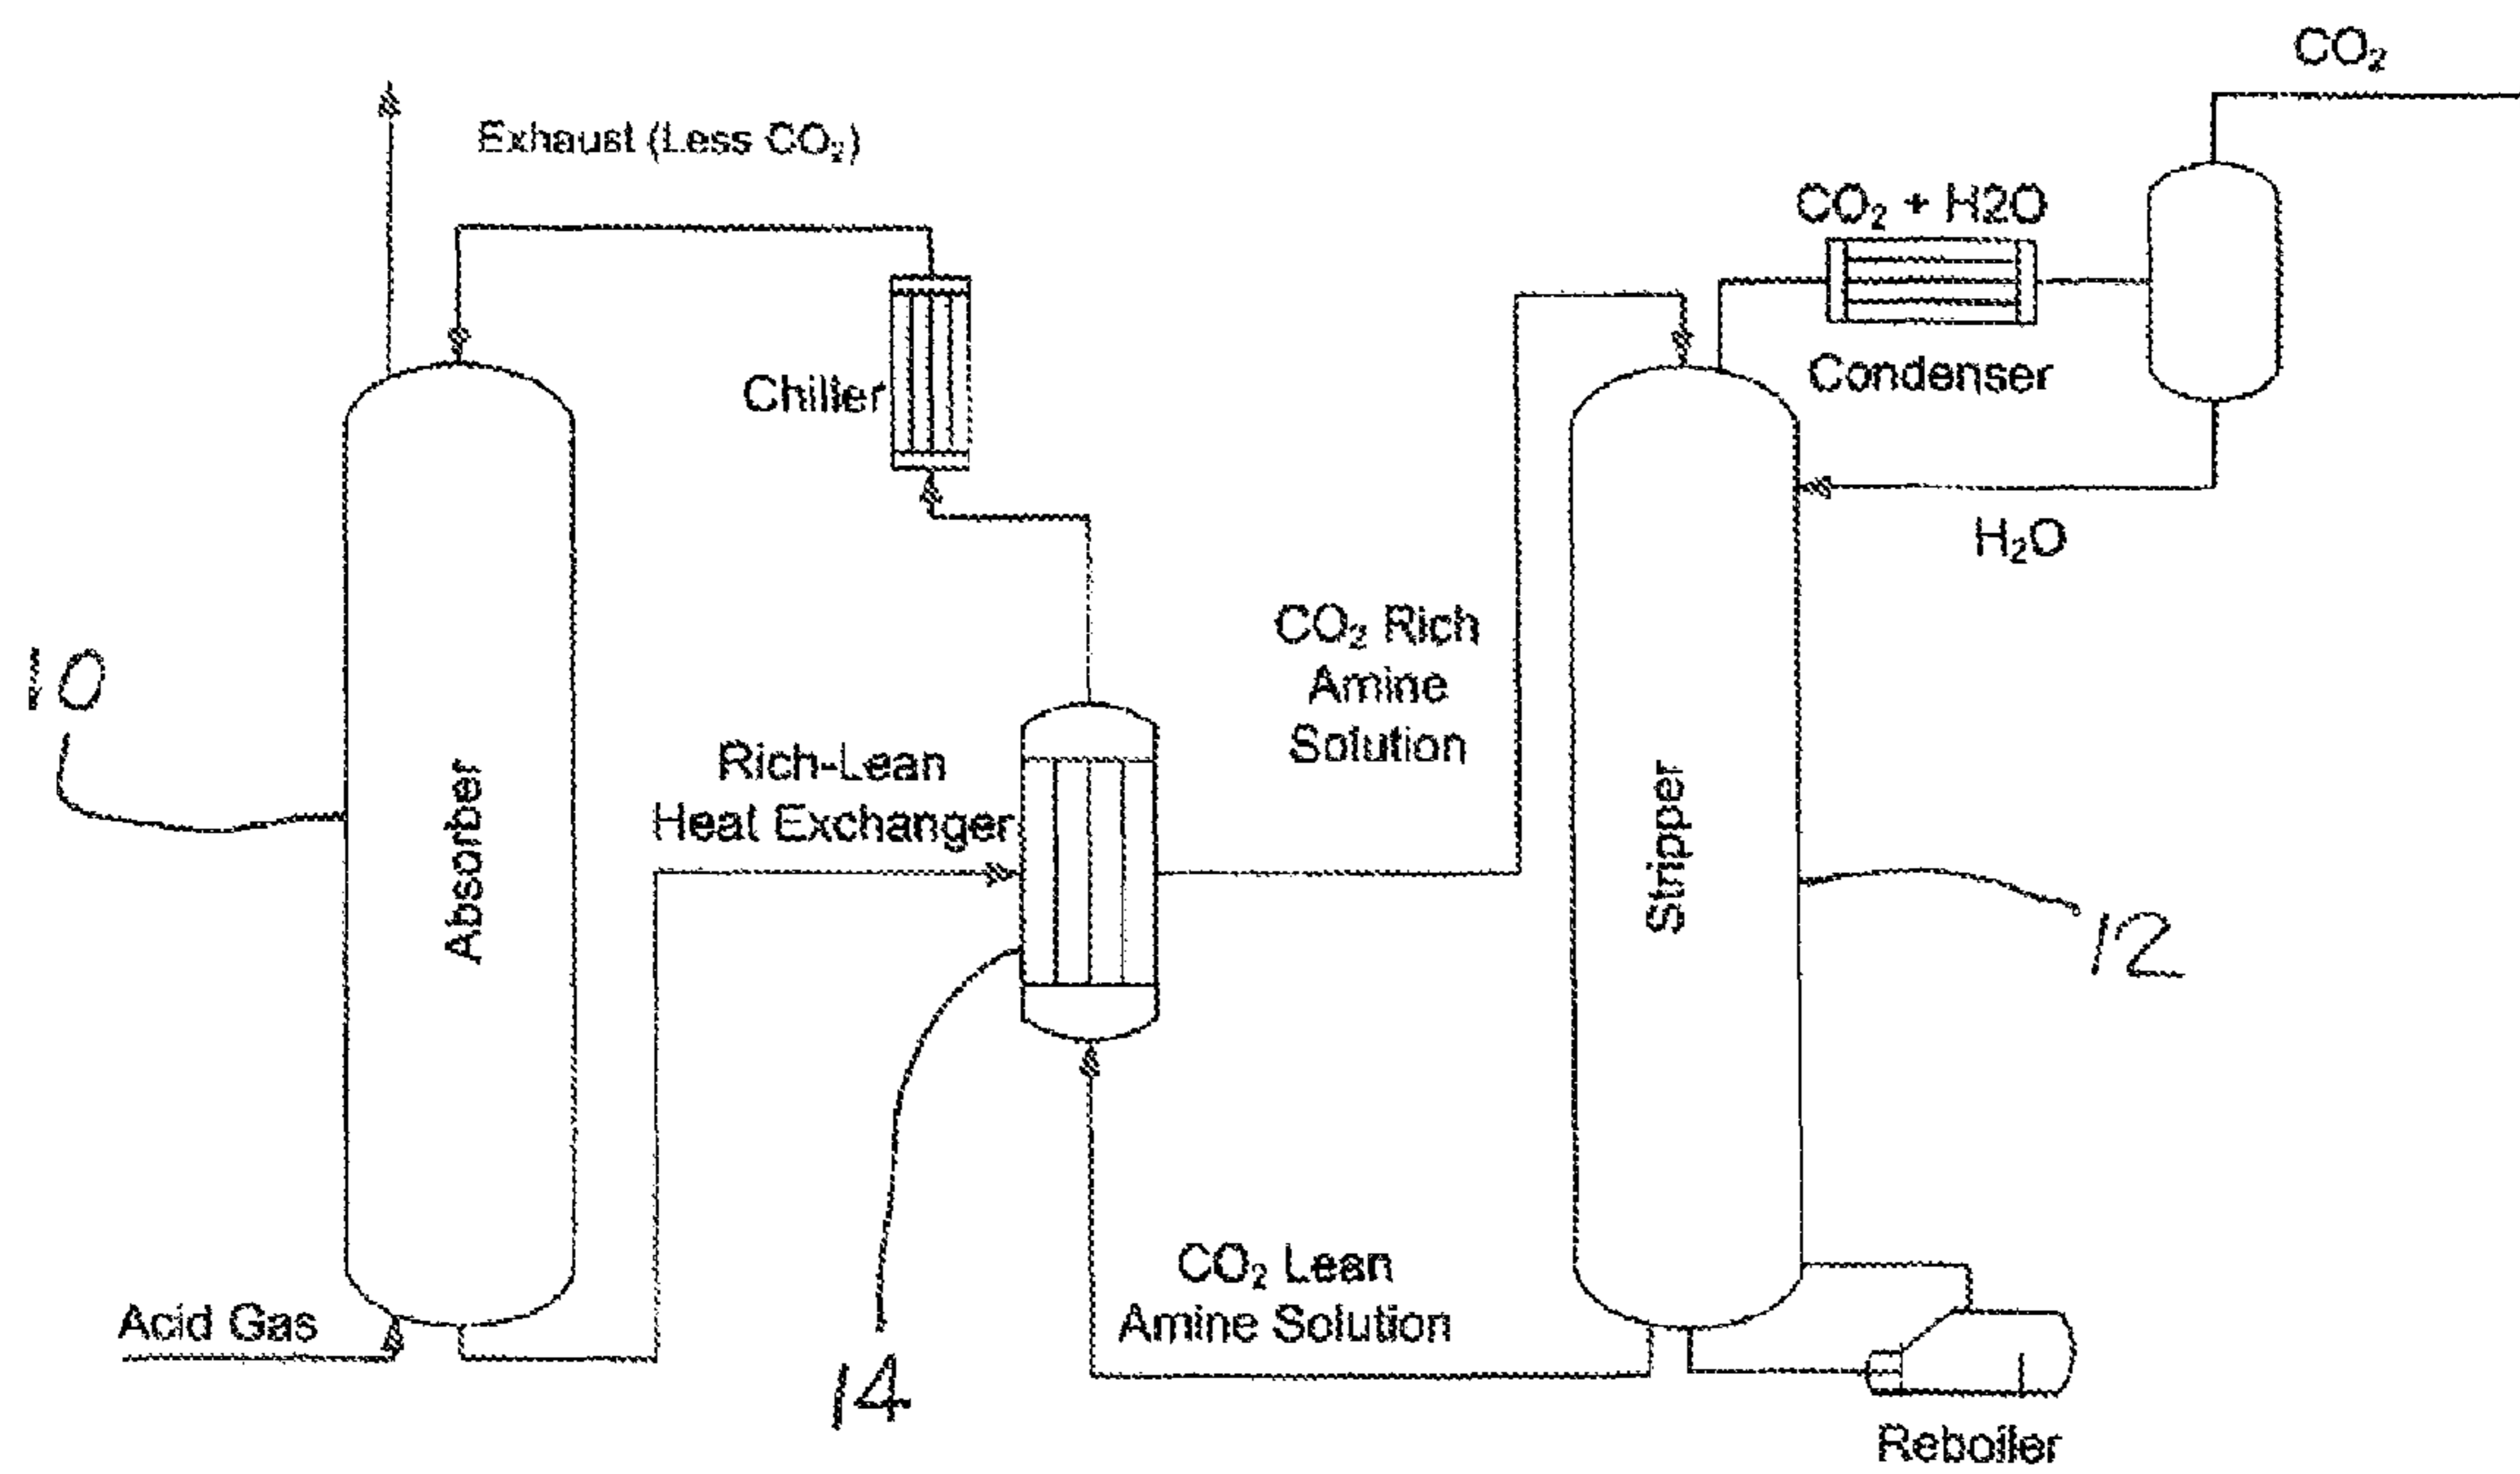 CO₂
Exhaust (Less CO₂)
CO₂ + H2O
Chiller
Condenser
H₂O
CO₂ Rich
Amine
Solution
10
Rich-Lean
Heat Exchanger
Absorber
Stripper
12
CO₂ Lean
Amine Solution
Acid Gas
14
Reboiler